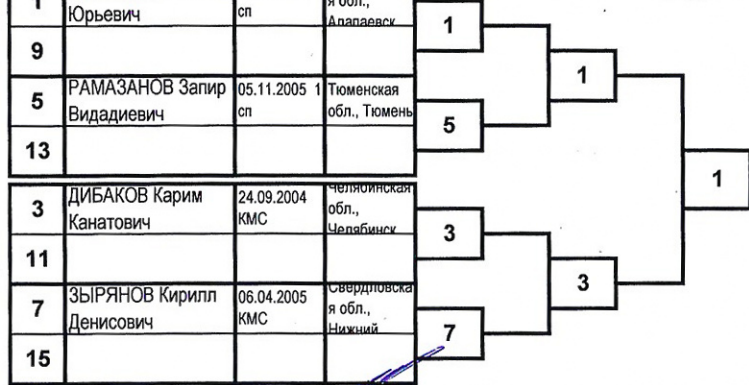 1
Юрьевич
сп
я обл.,
Алапаевск
1
9
1
5
РАМАЗАНОВ Запир
Видадиевич
05.11.2005 1
сп
Тюменская
обл., Тюмень
5
13
1
3
ДИБАКОВ Карим
Канатович
24.09.2004
КМС
Челябинская
обл.,
Челябинск
3
11
3
7
ЗЫРЯНОВ Кирилл
Денисович
06.04.2005
КМС
Свердловска
я обл.,
Нижний
7
15